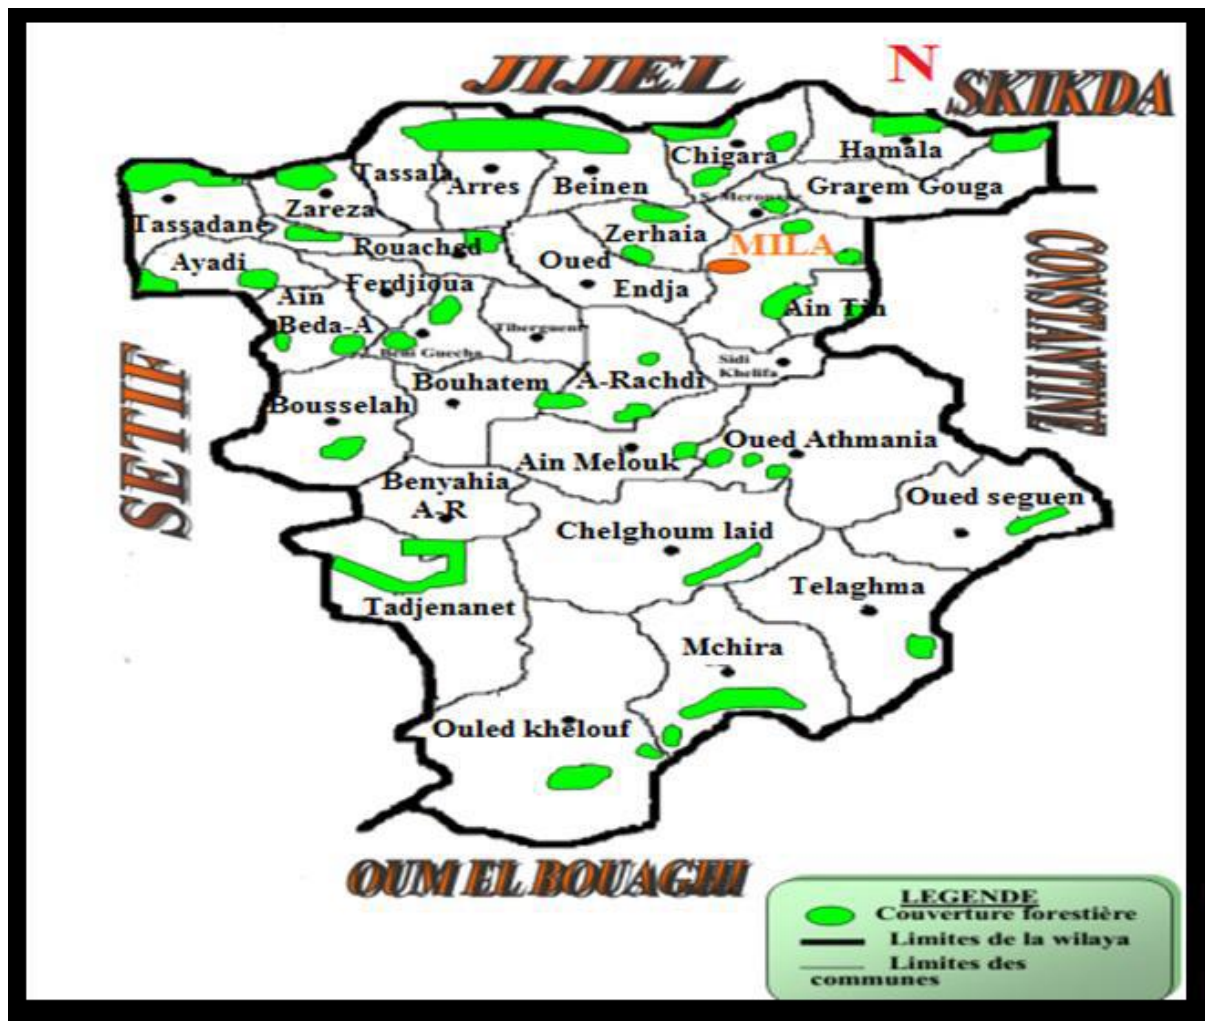 JIJEL
N
SKIKDA
Chigara
Hamala
Tassala
Arres
Beinen
Grarem Gouga
Zareza
Tassadane
Zerhaia
MILA
Rouached
Ayadi
Oued
Endja
Ferdjioua
Ain
Beda-A
Ain Tin
CONSTANTINE
Tiberguent
Beni Guecha
Sidi
Khelifa
SETIF
Bouhatem
A-Rachdi
Bousselah
Oued Athmania
Ain Melouk
Benyahia
A-R
Oued seguen
Chelghoum laid
Telaghma
Tadjenanet
Mchira
Ouled khelouf
OUM EL BOUAGHI
LEGENDE
Couverture forestière
Limites de la wilaya
Limites des
communes